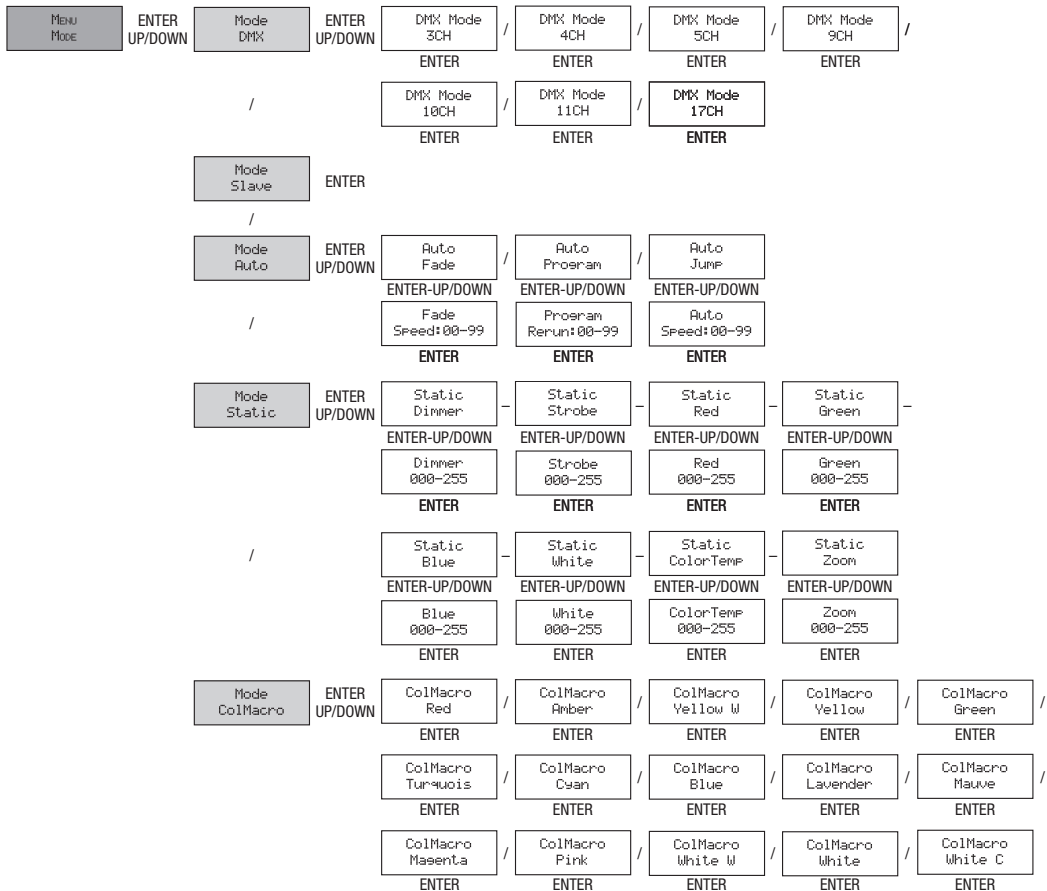 Menu
Mode
ENTER
UP/DOWN
Mode
DMX
ENTER
UP/DOWN
DMX Mode
3CH
/
DMX Mode
4CH
/
DMX Mode
5CH
/
DMX Mode
9CH
/
ENTER
ENTER
ENTER
ENTER
/
DMX Mode
10CH
/
DMX Mode
11CH
/
DMX Mode
17CH
ENTER
ENTER
ENTER
Mode
Slave
ENTER
/
Mode
Auto
ENTER
UP/DOWN
Auto
Fade
/
Auto
Program
/
Auto
Jump
ENTER-UP/DOWN
ENTER-UP/DOWN
ENTER-UP/DOWN
/
Fade
Speed:00-99
Program
Rerun:00-99
Auto
Speed:00-99
ENTER
ENTER
ENTER
Mode
Static
ENTER
UP/DOWN
Static
Dimmer
–
Static
Strobe
–
Static
Red
–
Static
Green
–
ENTER-UP/DOWN
ENTER-UP/DOWN
ENTER-UP/DOWN
ENTER-UP/DOWN
Dimmer
000-255
Strobe
000-255
Red
000-255
Green
000-255
ENTER
ENTER
ENTER
ENTER
/
Static
Blue
–
Static
White
–
Static
ColorTemp
–
Static
Zoom
ENTER-UP/DOWN
ENTER-UP/DOWN
ENTER-UP/DOWN
ENTER-UP/DOWN
Blue
000-255
White
000-255
ColorTemp
000-255
Zoom
000-255
ENTER
ENTER
ENTER
ENTER
Mode
ColMacro
ENTER
UP/DOWN
ColMacro
Red
/
ColMacro
Amber
/
ColMacro
Yellow W
/
ColMacro
Yellow
/
ColMacro
Green
/
ENTER
ENTER
ENTER
ENTER
ENTER
ColMacro
Turquois
/
ColMacro
Cyan
/
ColMacro
Blue
/
ColMacro
Lavender
/
ColMacro
Mauve
/
ENTER
ENTER
ENTER
ENTER
ENTER
ColMacro
Magenta
/
ColMacro
Pink
/
ColMacro
White W
/
ColMacro
White
/
ColMacro
White C
ENTER
ENTER
ENTER
ENTER
ENTER